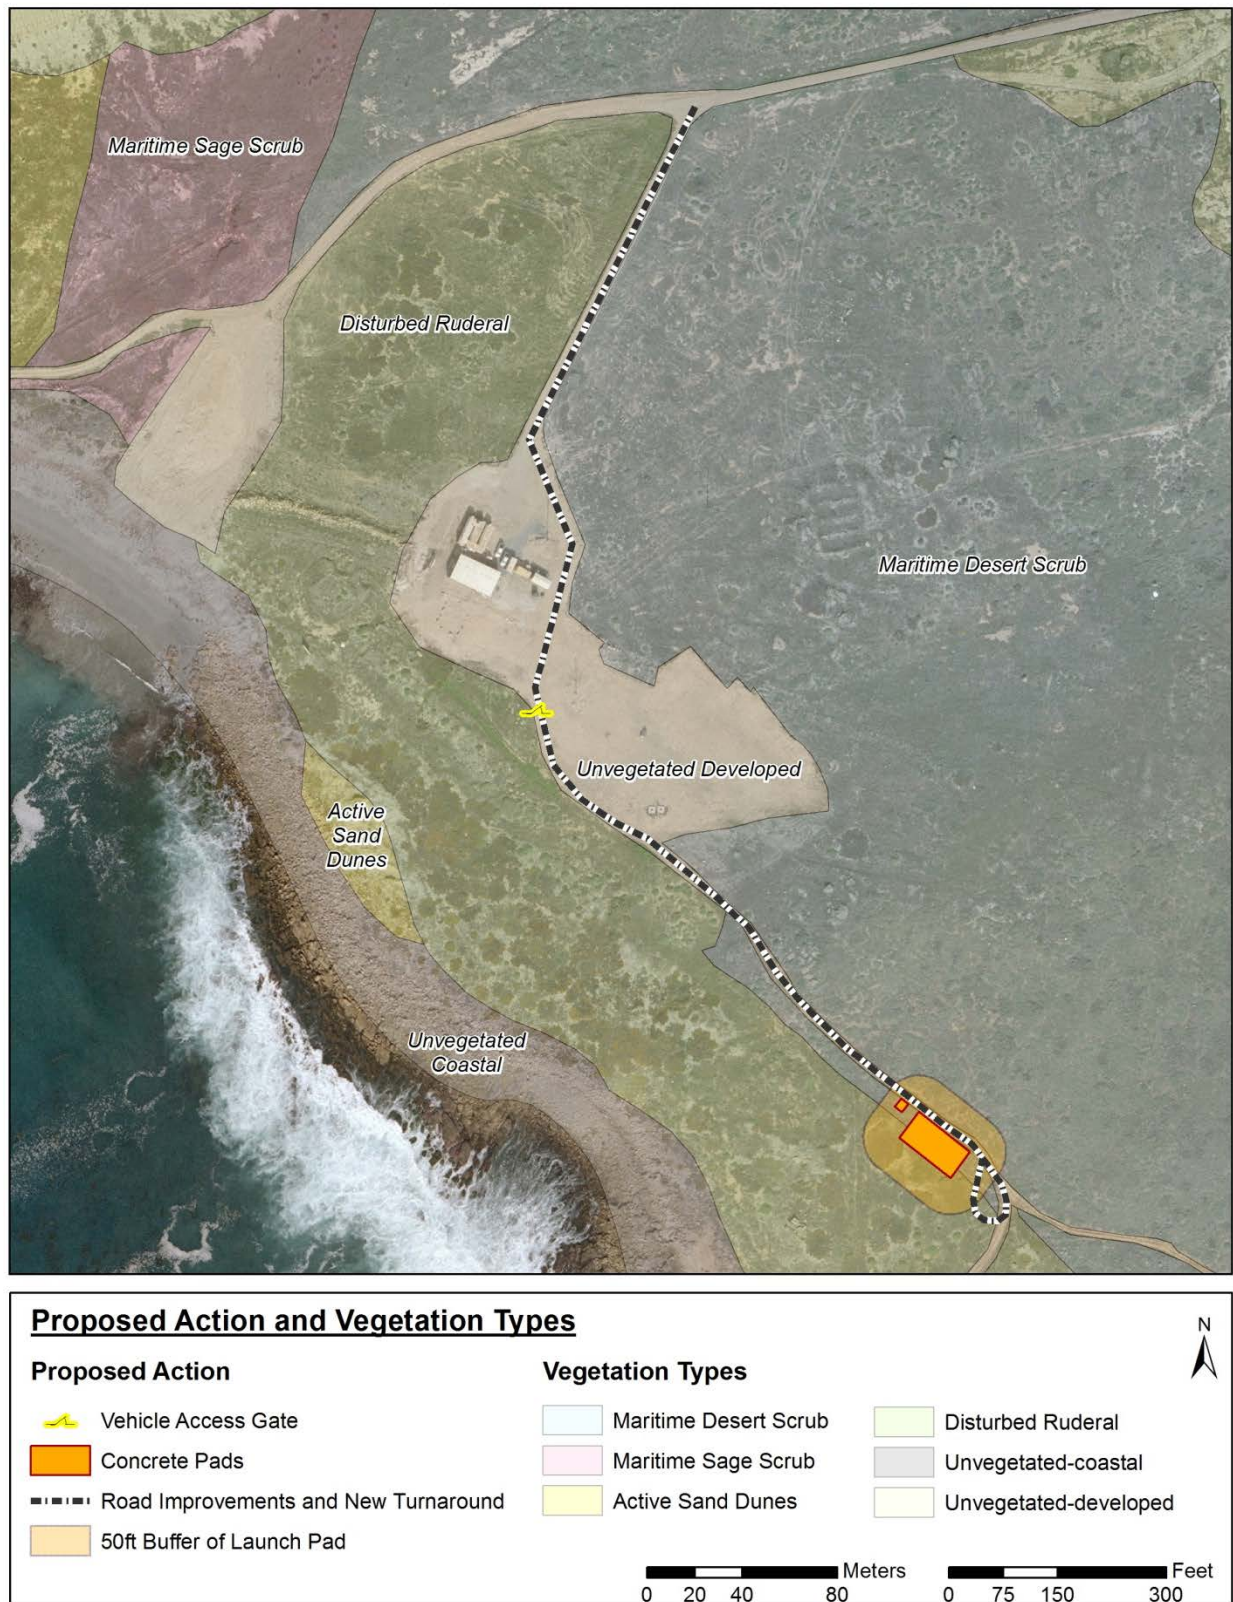 Maritime Sage Scrub
Disturbed Ruderal
Maritime Desert Scrub
Unvegetated Developed
Active
Sand
Dunes
Unvegetated
Coastal
Proposed Action and Vegetation Types
N
Proposed Action
Vehicle Access Gate
Concrete Pads
Road Improvements and New Turnaround
50ft Buffer of Launch Pad
Vegetation Types
Maritime Desert Scrub
Maritime Sage Scrub
Active Sand Dunes
Disturbed Ruderal
Unvegetated-coastal
Unvegetated-developed
Meters
0 20 40 80
Feet
0 75 150 300